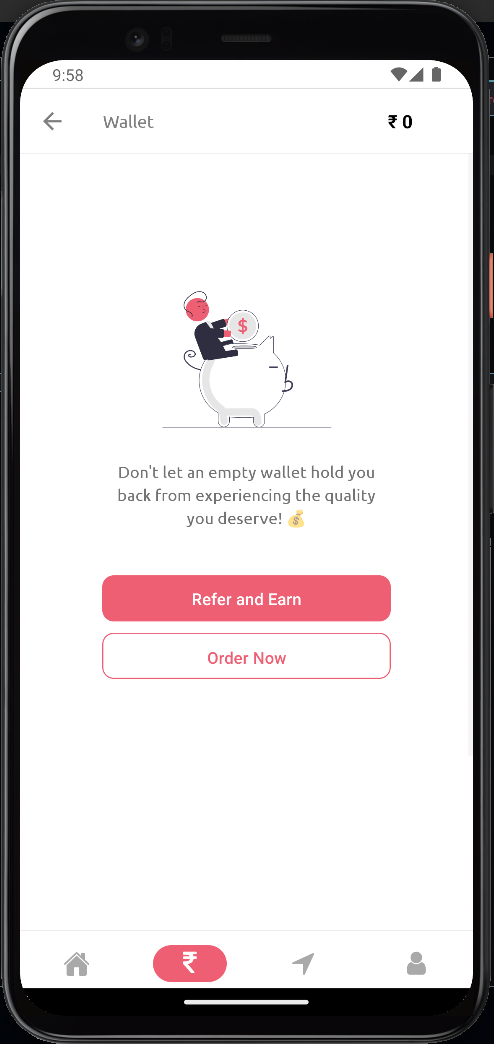 9:58
Wallet
₹ 0
$
Don't let an empty wallet hold you
back from experiencing the quality
you deserve! 💰
Refer and Earn
Order Now
₹